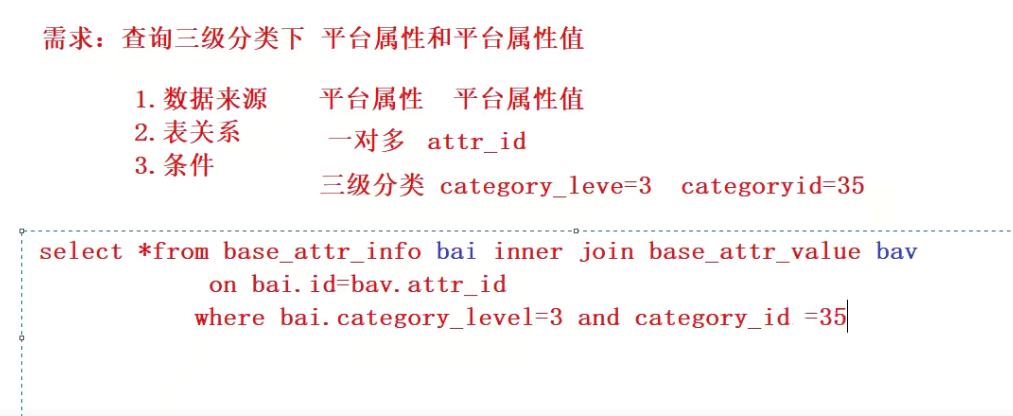 需求：查询三级分类下 平台属性和平台属性值
1.数据来源 平台属性 平台属性值
2.表关系 一对多 attr_id
3.条件 三级分类 category_leve=3 categoryid=35
select *from base_attr_info bai inner join base_attr_value bav
on bai.id=bav.attr_id
where bai.category_level=3 and category_id =35